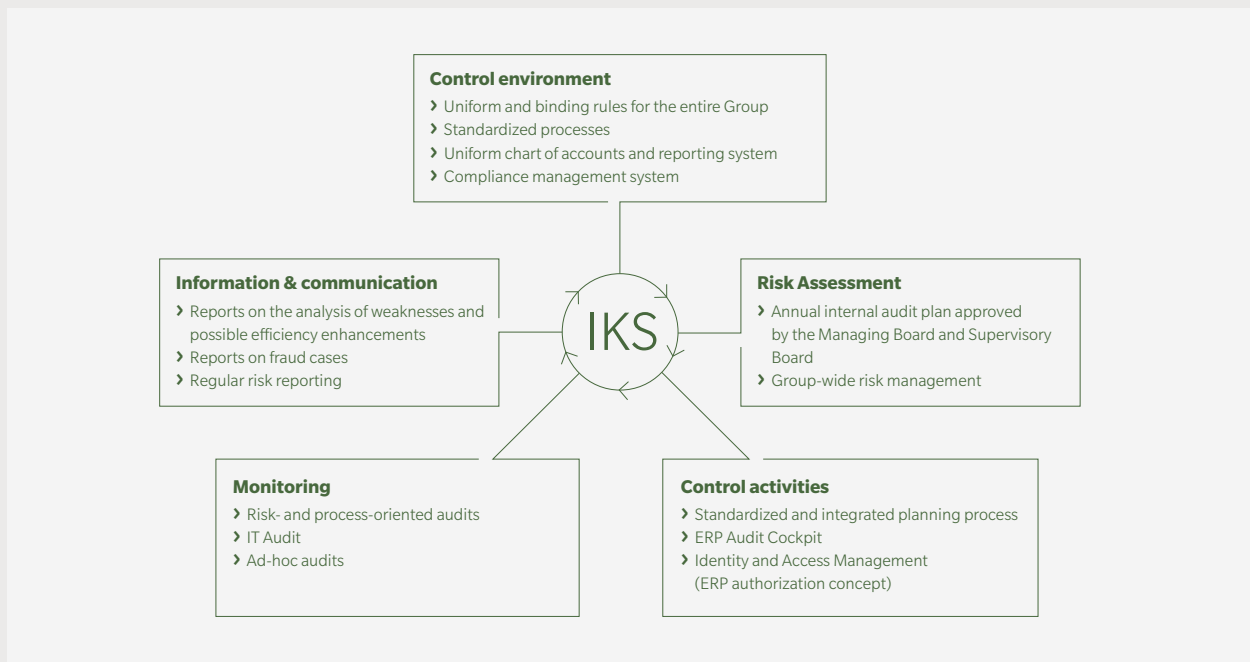 Control environment
› Uniform and binding rules for the entire Group
› Standardized processes
› Uniform chart of accounts and reporting system
› Compliance management system
Information & communication
› Reports on the analysis of weaknesses and
possible efficiency enhancements
› Reports on fraud cases
› Regular risk reporting
IKS
Risk Assessment
› Annual internal audit plan approved
by the Managing Board and Supervisory
Board
› Group-wide risk management
Monitoring
› Risk- and process-oriented audits
› IT Audit
› Ad-hoc audits
Control activities
› Standardized and integrated planning process
› ERP Audit Cockpit
› Identity and Access Management
(ERP authorization concept)